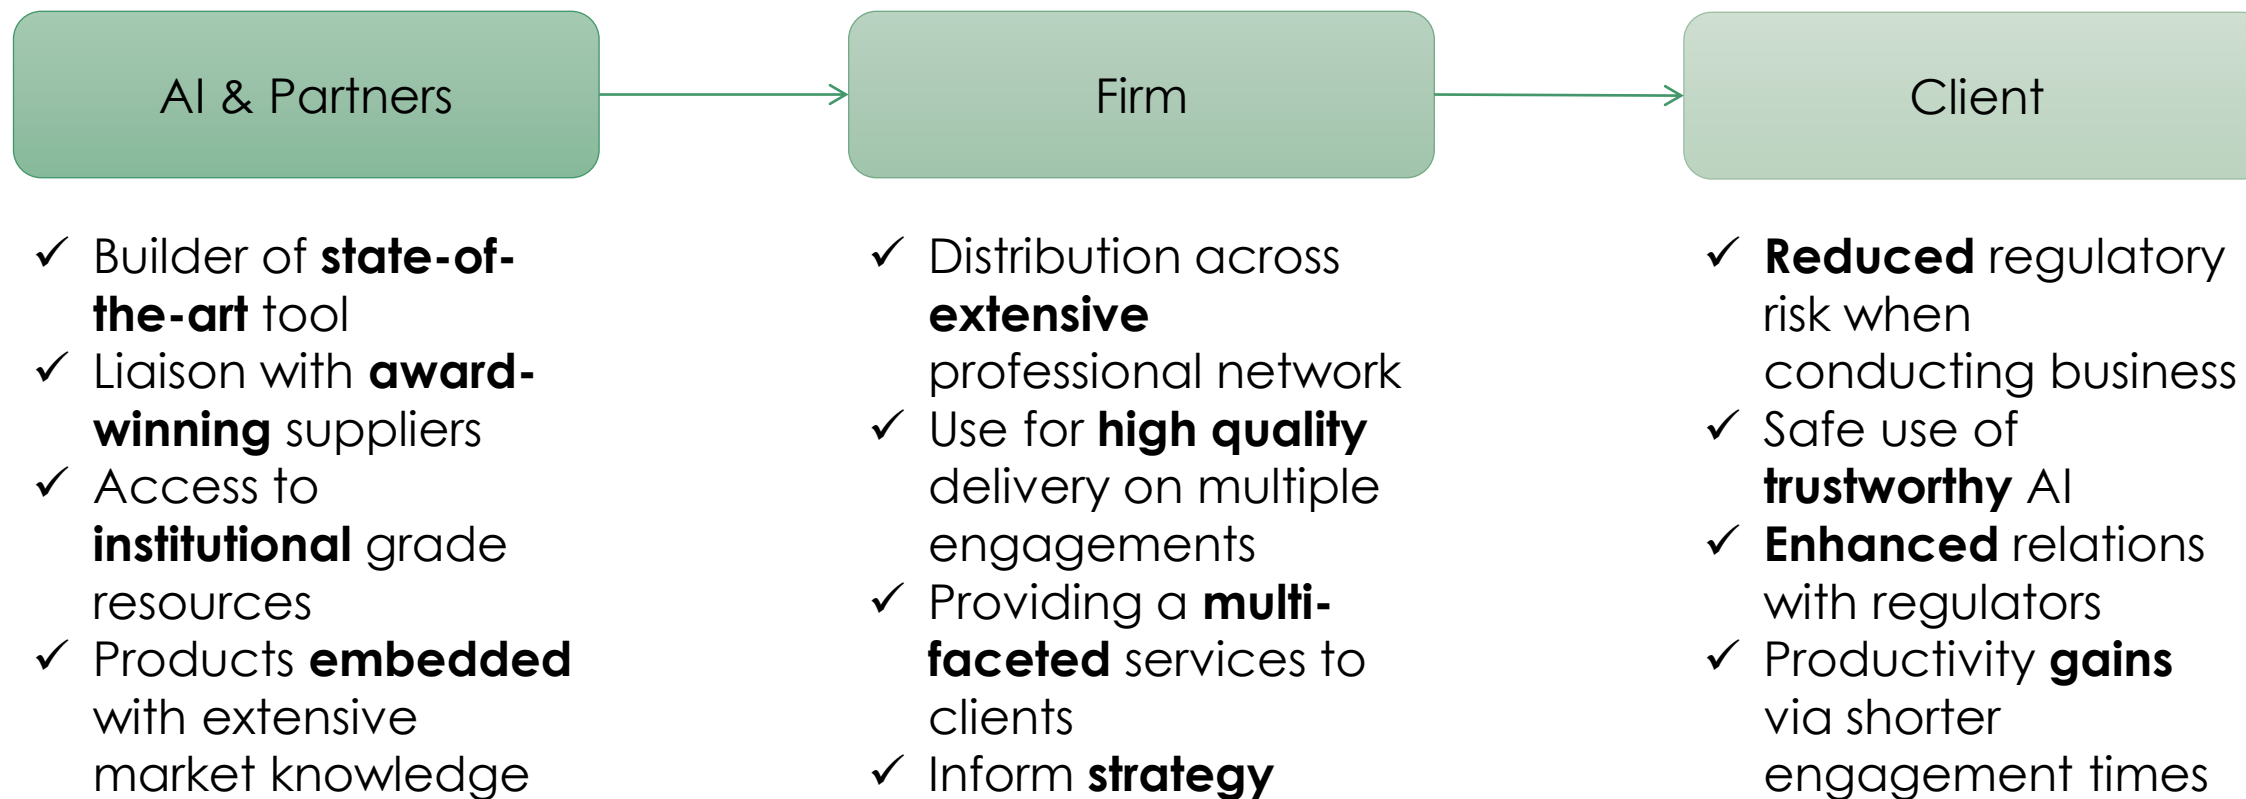 AI & Partners
Firm
Client
✓ Builder of state-of-
the-art tool
✓ Liaison with award-
winning suppliers
✓ Access to
institutional grade
resources
✓ Products embedded
with extensive
market knowledge
✓ Distribution across
extensive
professional network
✓ Use for high quality
delivery on multiple
engagements
✓ Providing a multi-
faceted services to
clients
✓ Inform strategy
✓ Reduced regulatory
risk when
conducting business
✓ Safe use of
trustworthy AI
✓ Enhanced relations
with regulators
✓ Productivity gains
via shorter
engagement times